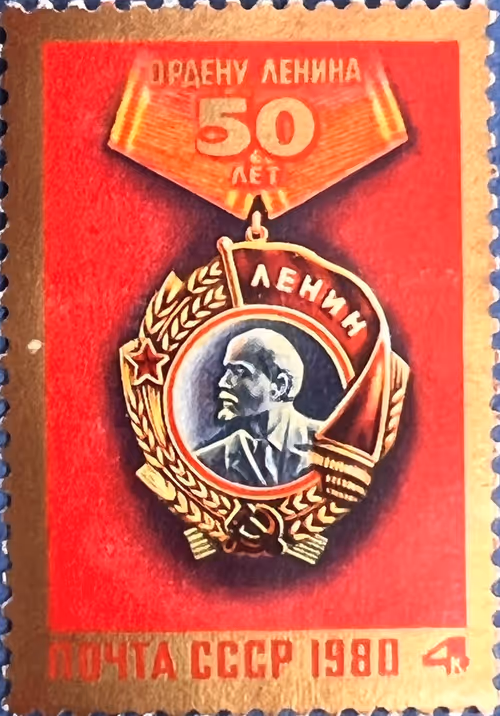 ОРДЕНУ ЛЕНИНА
50
ЛЕТ
ЛЕНИН
ПОЧТА СССР 1980 4к